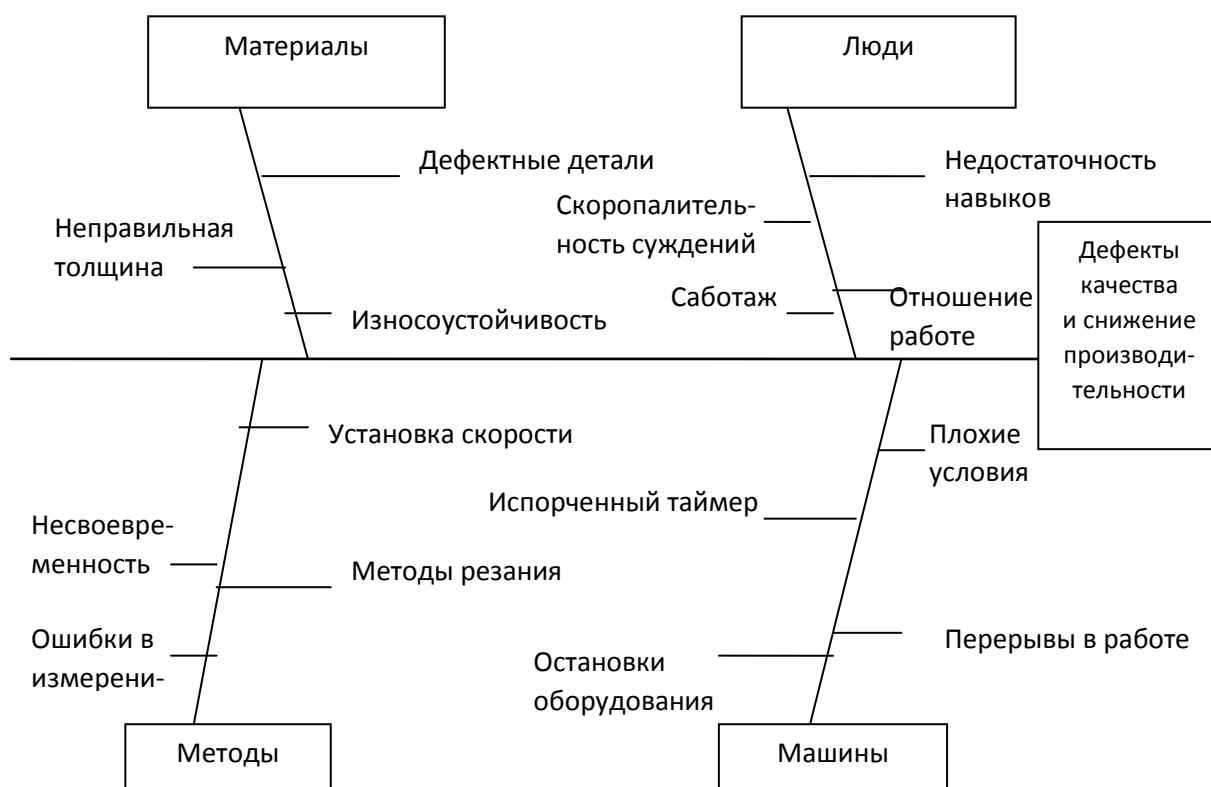 Материалы
Люди
Дефектные детали
Недостаточность
навыков
Скоропалитель-
ность суждений
Неправильная
толщина
Дефекты
качества
и снижение
производи-
тельности
Саботаж
Отношение
работе
Износоустойчивость
Установка скорости
Плохие
условия
Испорченный таймер
Несвоевре-
менность
Методы резания
Ошибки в
измерени-
Перерывы в работе
Остановки
оборудования
Методы
Машины